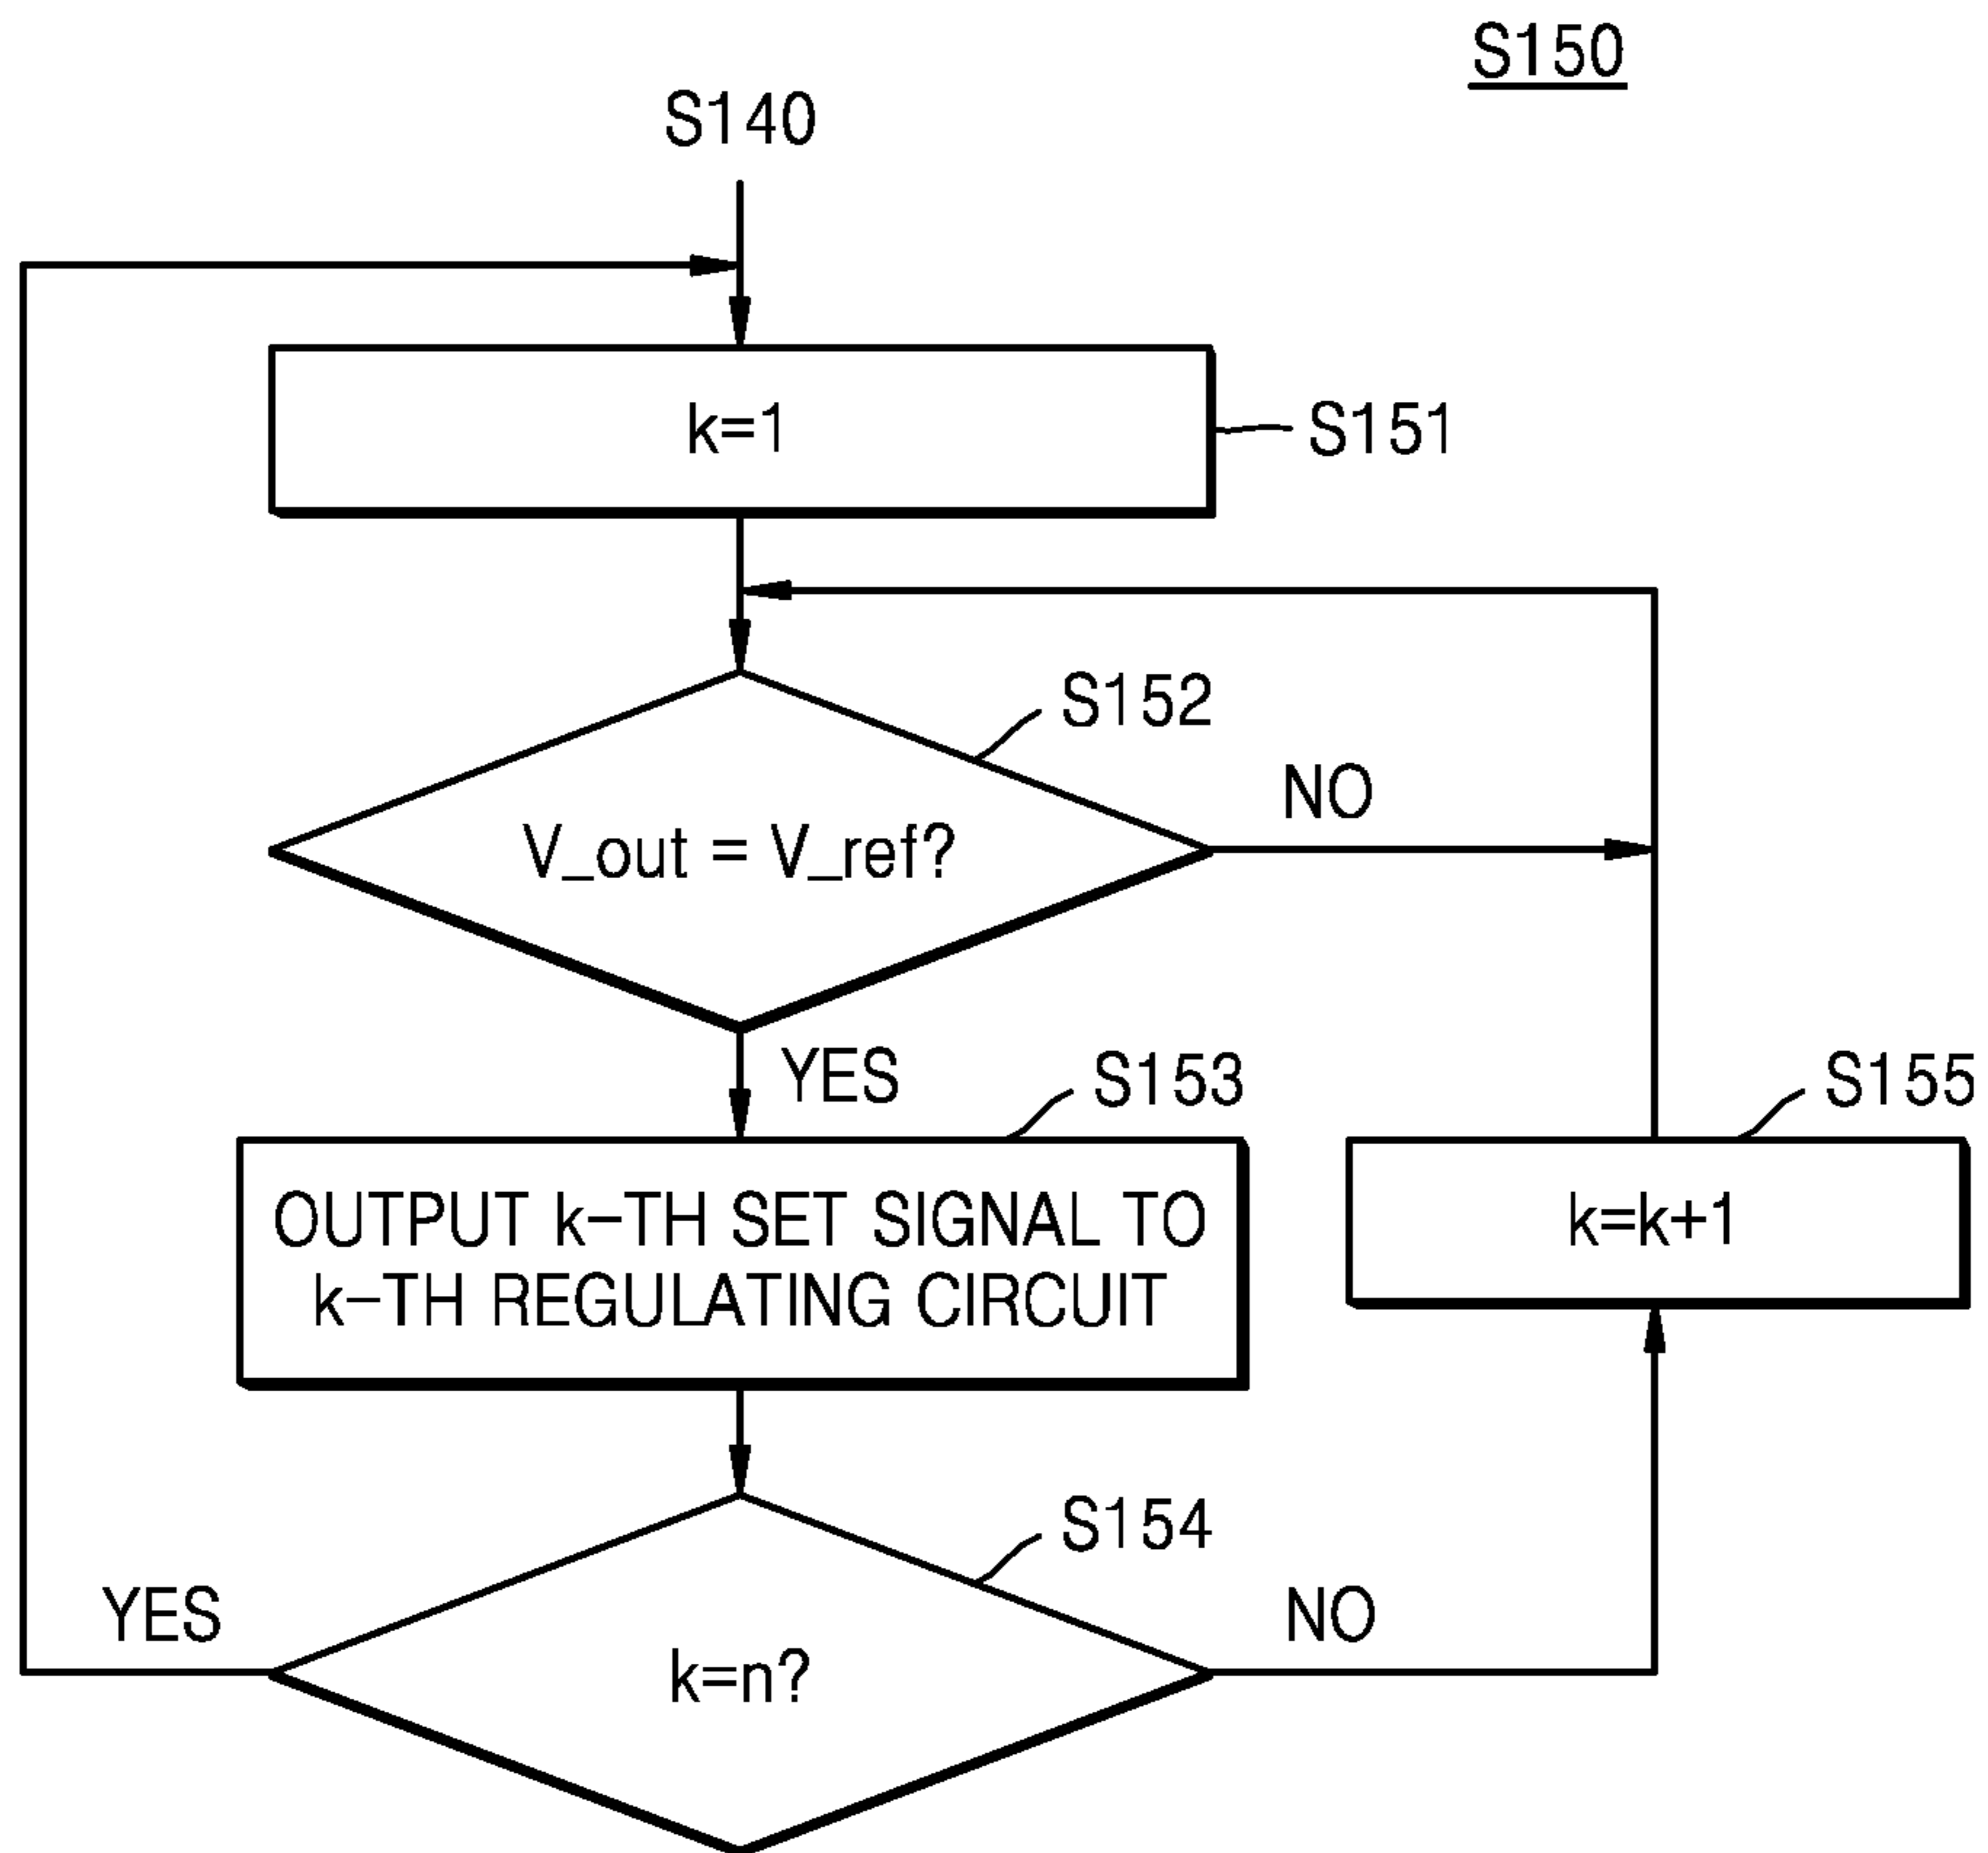 S150
S140
k=1
S151
S152
V_out = V_ref?
NO
YES
S153
S155
OUTPUT k-TH SET SIGNAL TO
k-TH REGULATING CIRCUIT
k=k+1
S154
YES
NO
k=n?